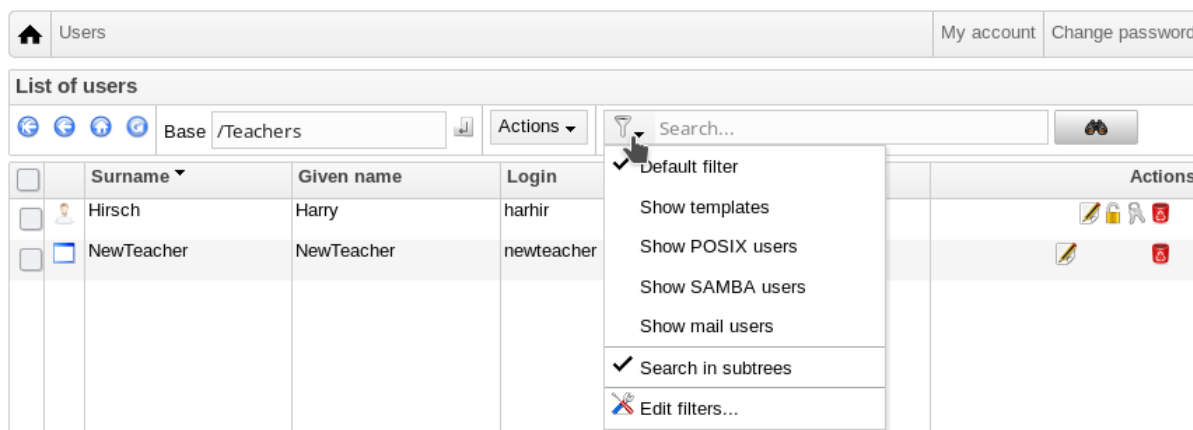 Users My account Change password
List of users
Base /Teachers Actions Search...
Surname Given name Login Actions
Hirsch Harry harhir
NewTeacher NewTeacher newteacher
Default filter
Show templates
Show POSIX users
Show SAMBA users
Show mail users
Search in subtrees
Edit filters...